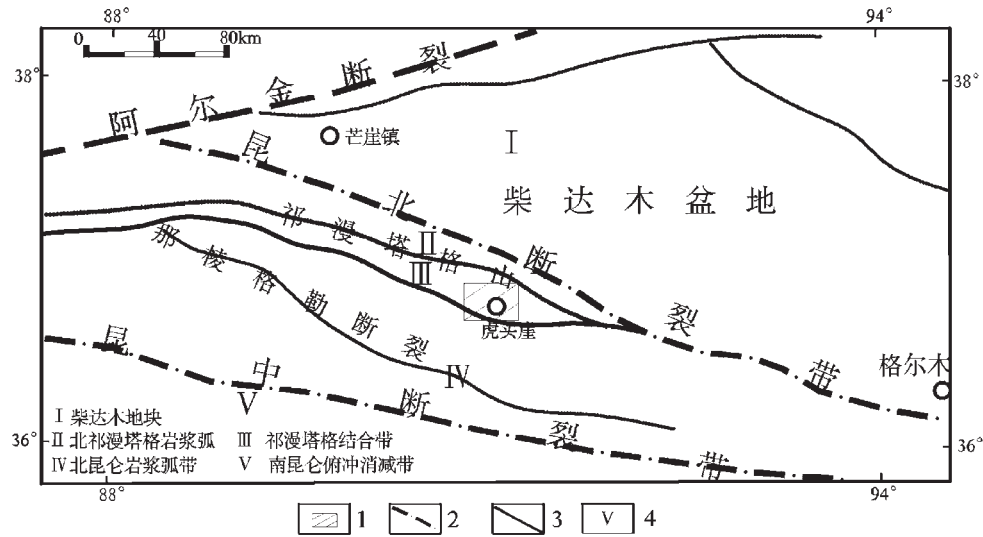 88° 94°
0 40 80km
38° 38°
阿尔金断裂
芒崖镇
昆北断裂带
Ⅰ
柴达木盆地
祁漫塔格山
Ⅱ
Ⅲ
那棱格勒断裂
虎头崖
格尔木
昆中断裂带
Ⅳ
Ⅴ
Ⅰ 柴达木地块
Ⅱ 北祁漫塔格岩浆弧 Ⅲ 祁漫塔格结合带
Ⅳ 北昆仑岩浆弧带 Ⅴ 南昆仑俯冲消减带
36° 36°
88° 94°
1 2 3 Ⅴ 4